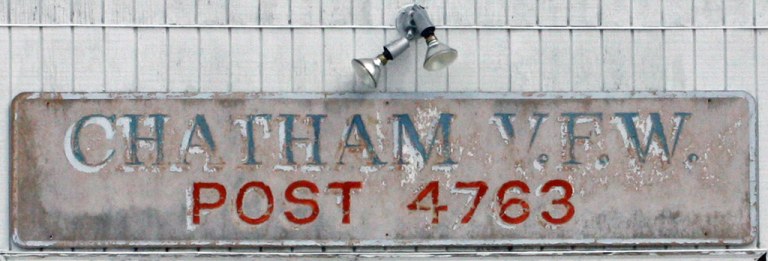 CHATHAM V.F.W.
POST 4763